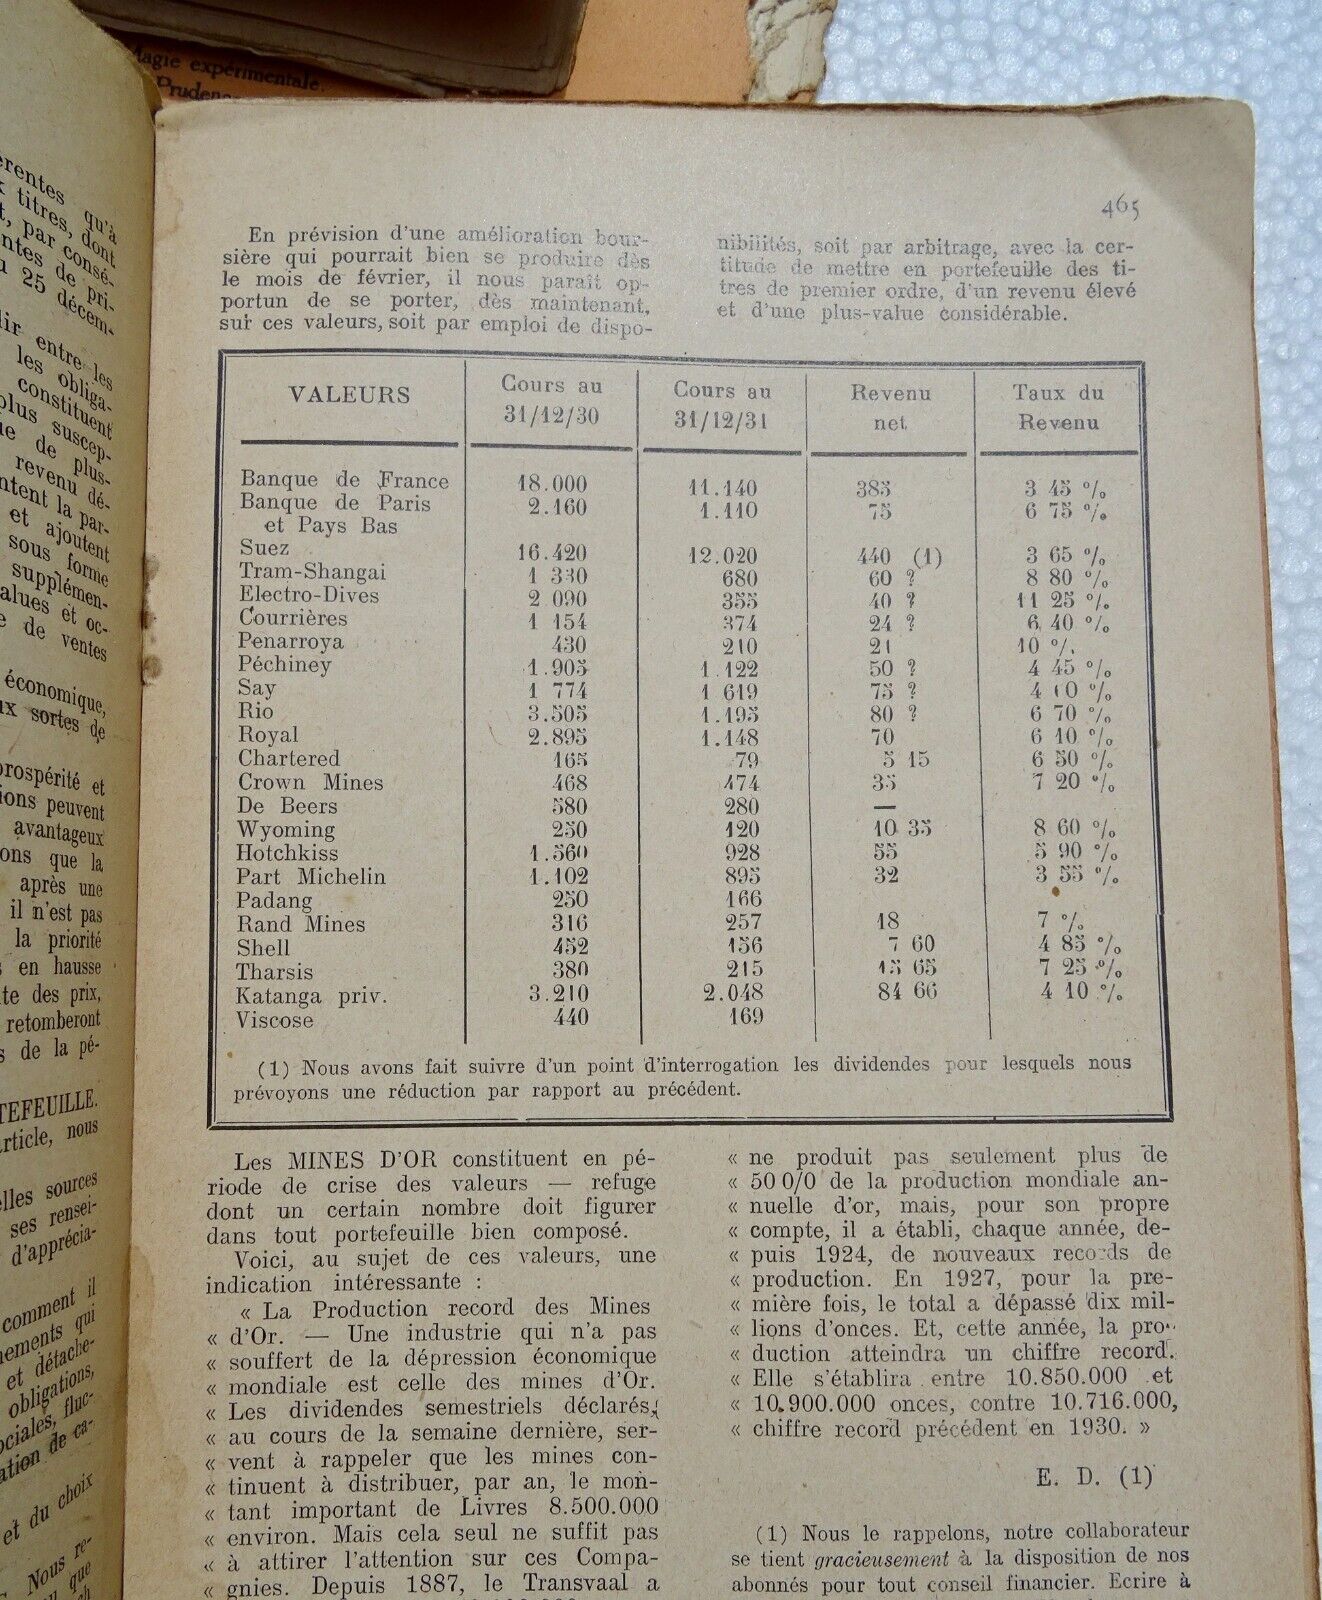 Magie expérimentale.
465
En prévision d'une amélioration bour-
sière qui pourrait bien se produire dès
le mois de février, il nous paraît op-
portun de se porter, dès maintenant,
sur ces valeurs, soit par emploi de dispo-
nibilités, soit par arbitrage, avec la cer-
titude de mettre en portefeuille des ti-
tres de premier ordre, d'un revenu élevé
et d'une plus-value considérable.
VALEURS Cours au 31/12/30 Cours au 31/12/31 Revenu net Taux du Revenu
Banque de France 18.000 11.140 385 3 45 %
Banque de Paris 2.160 1.110 75 6 75 %
et Pays Bas
Suez 16.420 12.020 440 (1) 3 65 %
Tram-Shangai 1 330 680 60 ? 8 80 %
Electro-Dives 2 090 355 40 ? 11 25 %
Courrières 1 154 374 24 ? 6 40 %
Penarroya 430 210 21 10 %
Péchiney 1.905 1.122 50 ? 4 45 %
Say 1 774 1 619 75 ? 4 %
Rio 3.505 1.195 80 ? 6 70 %
Royal 2.895 1.148 70 6 10 %
Chartered 165 79 5 15 6 50 %
Crown Mines 468 474 35 7 20 %
De Beers 580 280 —
Wyoming 250 120 10 35 8 60 %
Hotchkiss 1.560 928 55 5 90 %
Part Michelin 1.102 895 32 3 55 %
Padang 250 166
Rand Mines 316 257 18 7 %
Shell 452 156 7 60 4 85 %
Tharsis 380 215 15 65 7 25 %
Katanga priv. 3.210 2.048 84 66 4 10 %
Viscose 440 169
(1) Nous avons fait suivre d'un point d'interrogation les dividendes pour lesquels nous
prévoyons une réduction par rapport au précédent.
Les MINES D'OR constituent en pé-
riode de crise des valeurs — refuge
dont un certain nombre doit figurer
dans tout portefeuille bien composé.
Voici, au sujet de ces valeurs, une
indication intéressante :
« La Production record des Mines
« d'Or. — Une industrie qui n'a pas
« souffert de la dépression économique
« mondiale est celle des mines d'Or.
« Les dividendes semestriels déclarés,
« au cours de la semaine dernière, ser-
« vent à rappeler que les mines con-
« tinuent à distribuer, par an, le mon-
« tant important de Livres 8.500.000
« environ. Mais cela seul ne suffit pas
« à attirer l'attention sur ces Compa-
« gnies. Depuis 1887, le Transvaal a
« ne produit pas seulement plus de
« 50 0/0 de la production mondiale an-
« nuelle d'or, mais, pour son propre
« compte, il a établi, chaque année, de-
« puis 1924, de nouveaux records de
« production. En 1927, pour la pre-
« mière fois, le total a dépassé dix mil-
« lions d'onces. Et, cette année, la pro-
« duction atteindra un chiffre record.
« Elle s'établira entre 10.850.000 et
« 10.900.000 onces, contre 10.716.000,
« chiffre record précédent en 1930. »
E. D. (1)
(1) Nous le rappelons, notre collaborateur
se tient gracieusement à la disposition de nos
abonnés pour tout conseil financier. Ecrire à